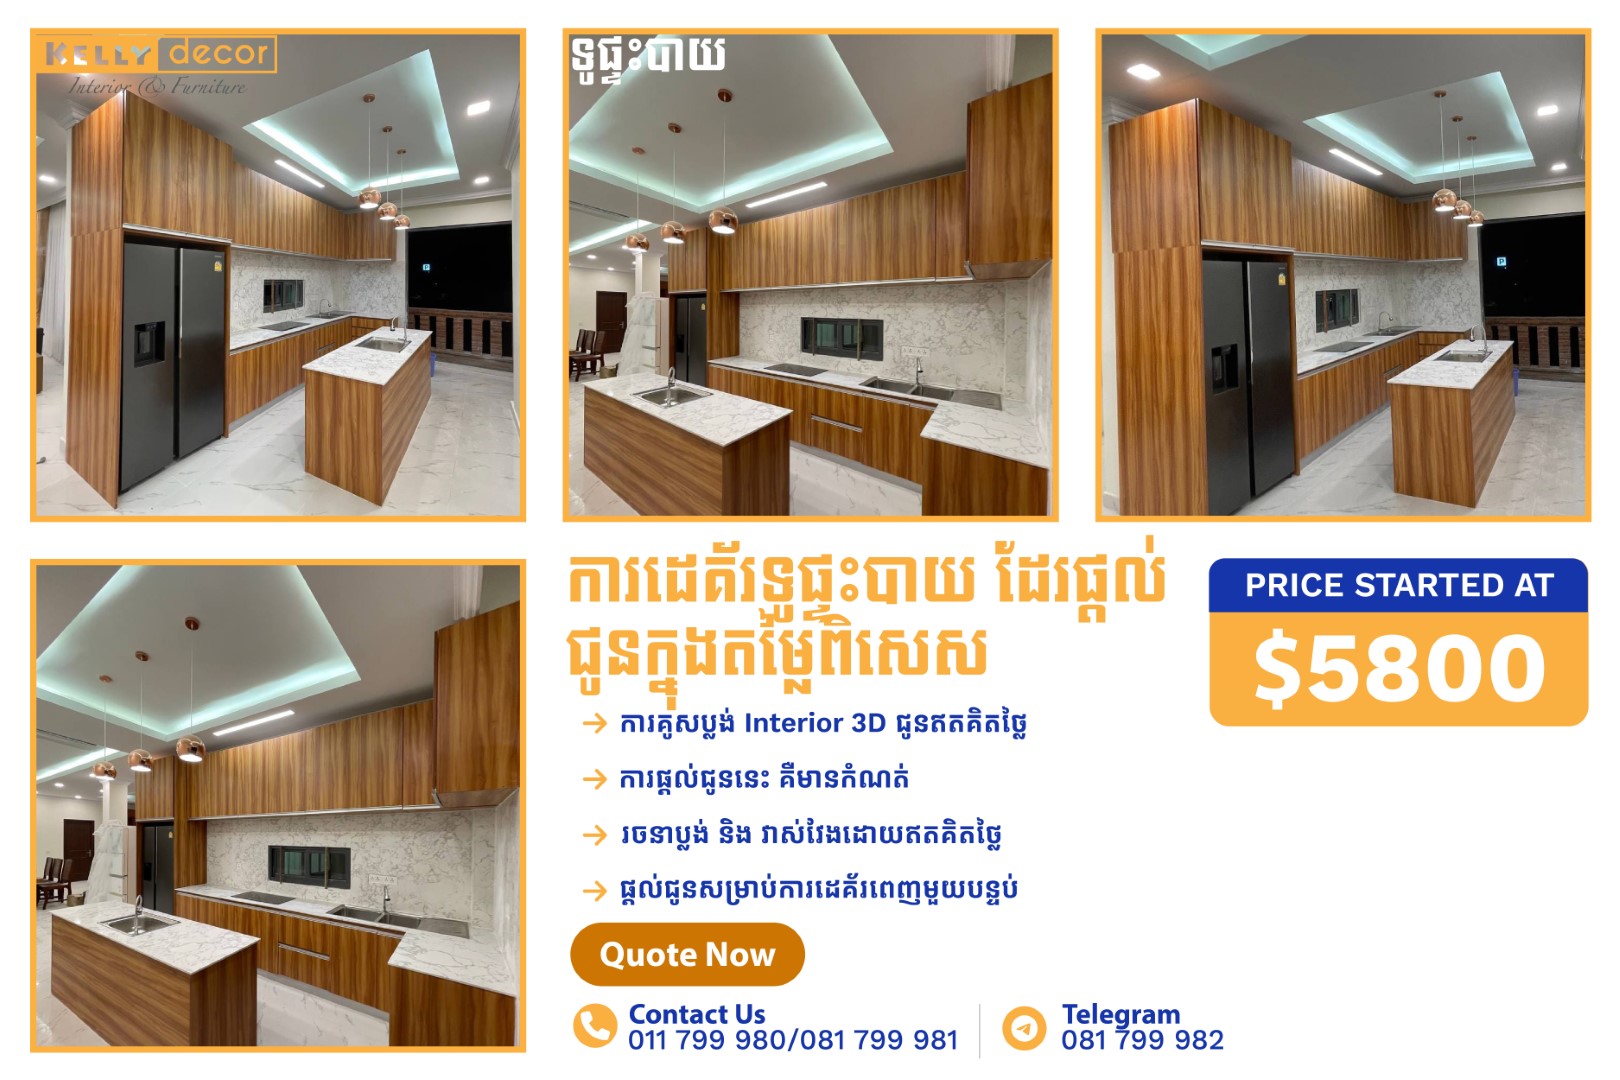 KELLY decor
Interior & Furniture
ទូផ្ទះបាយ
ការដេគ័រទូផ្ទះបាយ ដែរផ្តល់
ជូនក្នុងតម្លៃពិសេស
PRICE STARTED AT
$5800
ការគូសប្លង់ Interior 3D ជូនឥតគិតថ្លៃ
ការផ្តល់ជូននេះ គឺមានកំណត់
រចនាប្លង់ និង វាស់វែងដោយឥតគិតថ្លៃ
ផ្តល់ជូនសម្រាប់ការដេគ័រពេញមួយបន្ទប់
Quote Now
Contact Us
011 799 980/081 799 981
Telegram
081 799 982